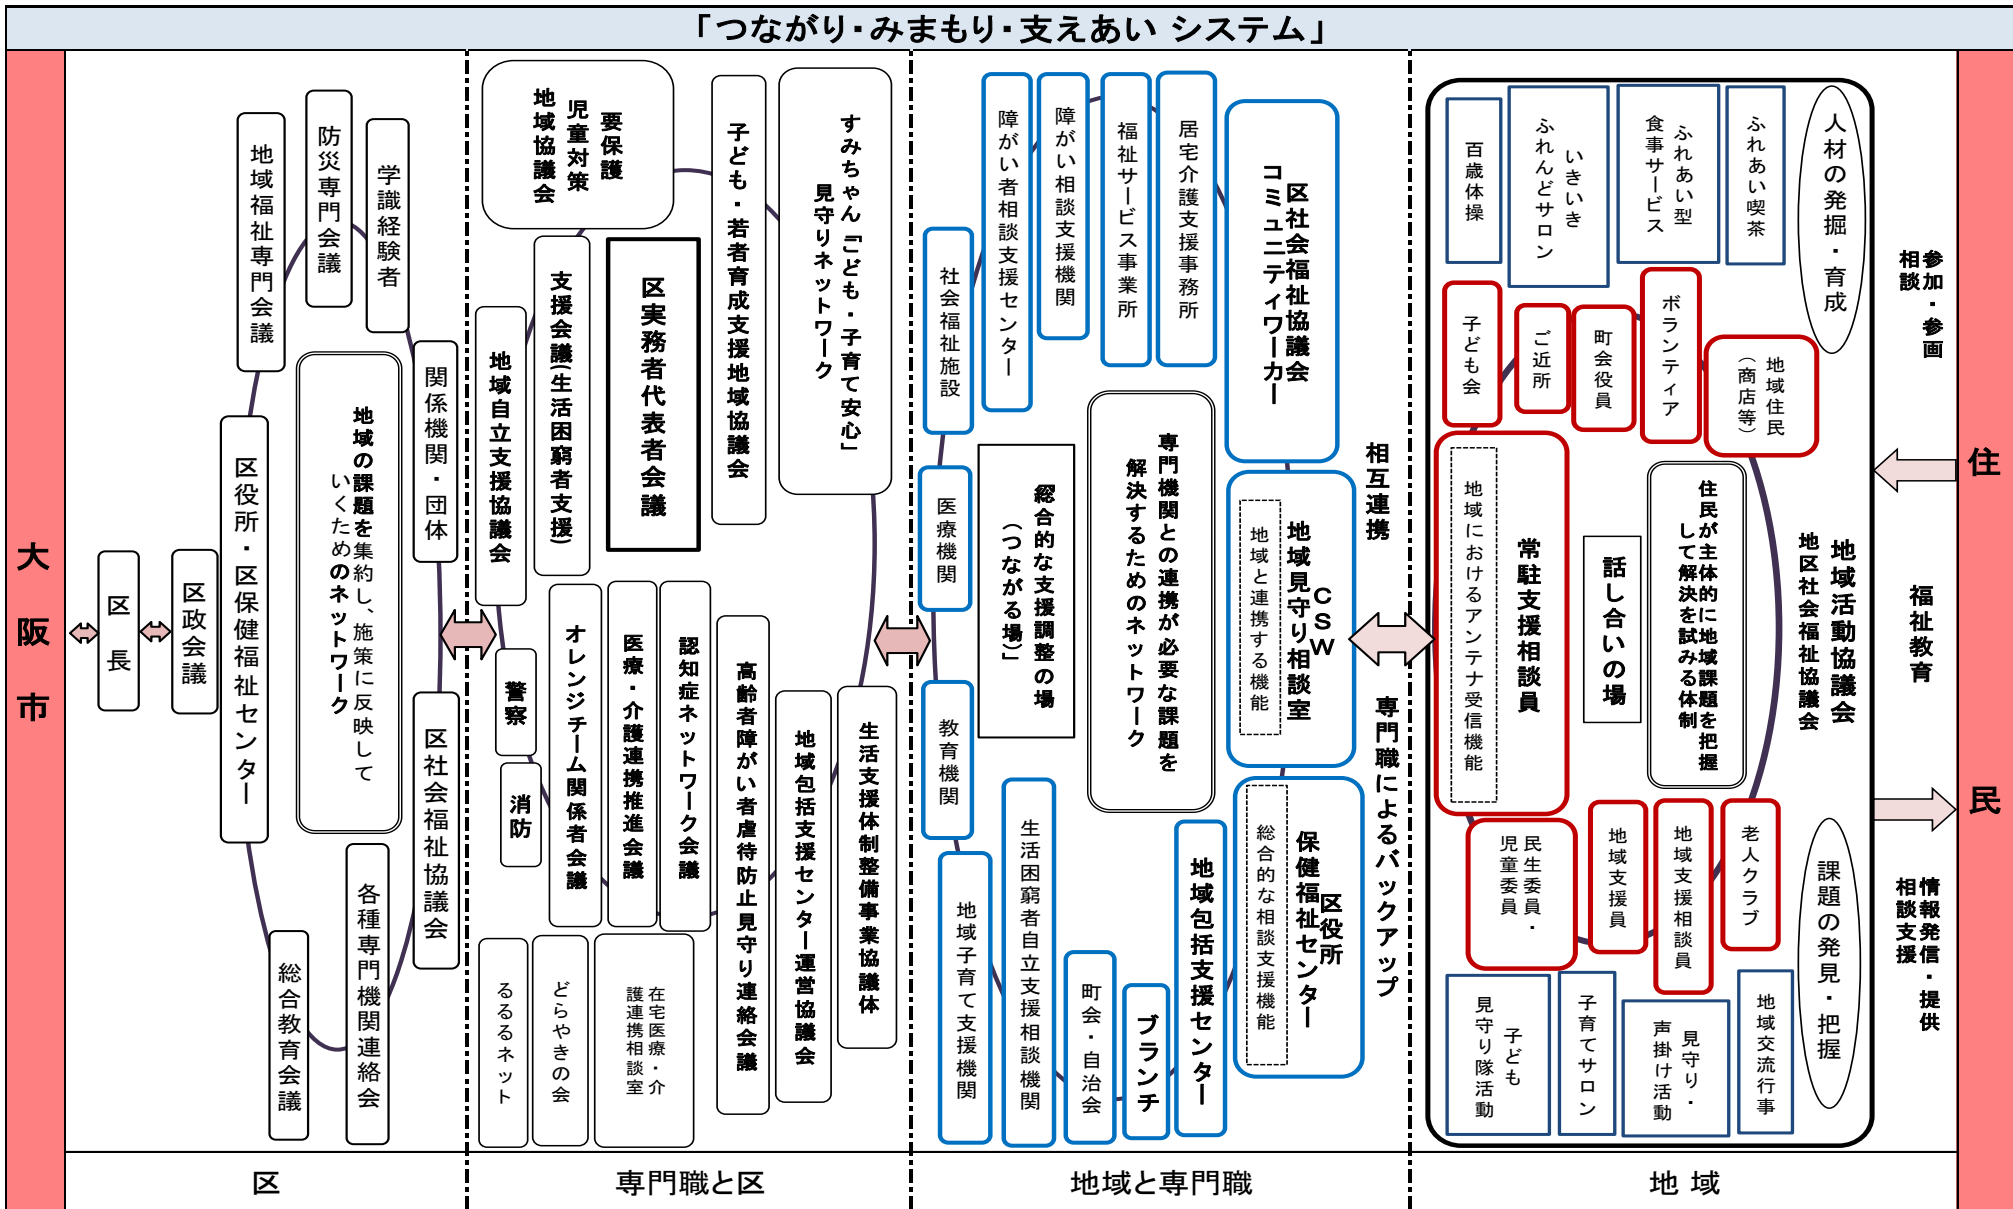 「つながり・みまもり・支えあい システム」
大阪市
区 長
区政会議
地域福祉専門会議
防災専門会議
学識経験者
関係機関・団体
区役所・区保健福祉センター
地域の課題を集約し、施策に反映して
いくためのネットワーク
区社会福祉協議会
各種専門機関連絡会
総合教育会議
区
要保護
児童対策
地域協議会
子ども・若者育成支援地域協議会
すみちゃん「こども・子育て安心」
見守りネットワーク
支援会議(生活困窮者支援)
区実務者代表者会議
地域自立支援協議会
警察
消防
オレンジチーム関係者会議
医療・介護連携推進会議
認知症ネットワーク会議
高齢者障がい者虐待防止見守り連絡会議
地域包括支援センター運営協議会
生活支援体制整備事業協議体
るるるネット
どらやきの会
在宅医療・介
護連携相談室
専門職と区
社会福祉施設
障がい者相談支援センター
障がい相談支援機関
福祉サービス事業所
居宅介護支援事務所
区社会福祉協議会
コミュニティワーカー
医療機関
「総合的な支援調整の場
（つながる場）」
専門機関との連携が必要な課題を
解決するためのネットワーク
CSW
地域見守り相談室
地域と連携する機能
教育機関
地域子育て支援機関
生活困窮者自立支援相談機関
町会・自治会
ブランチ
地域包括支援センター
区役所
保健福祉センター
総合的な相談支援機能
相互連携
専門職によるバックアップ
地域と専門職
百歳体操
いきいき
ふれんどサロン
ふれあい型
食事サービス
ふれあい喫茶
人材の発掘・育成
子ども会
ご近所
町会役員
ボランティア
地域住民
（商店等）
常駐支援相談員
地域におけるアンテナ受信機能
話し合いの場
住民が主体的に地域課題を把握
して解決を試みる体制
地域活動協議会
地区社会福祉協議会
民生委員・
児童委員
地域支援員
地域支援相談員
老人クラブ
子ども
見守り隊活動
子育てサロン
見守り・
声掛け活動
地域交流行事
課題の発見・把握
地 域
参加・参画
相談
福祉教育
情報発信・提供
相談支援
住民